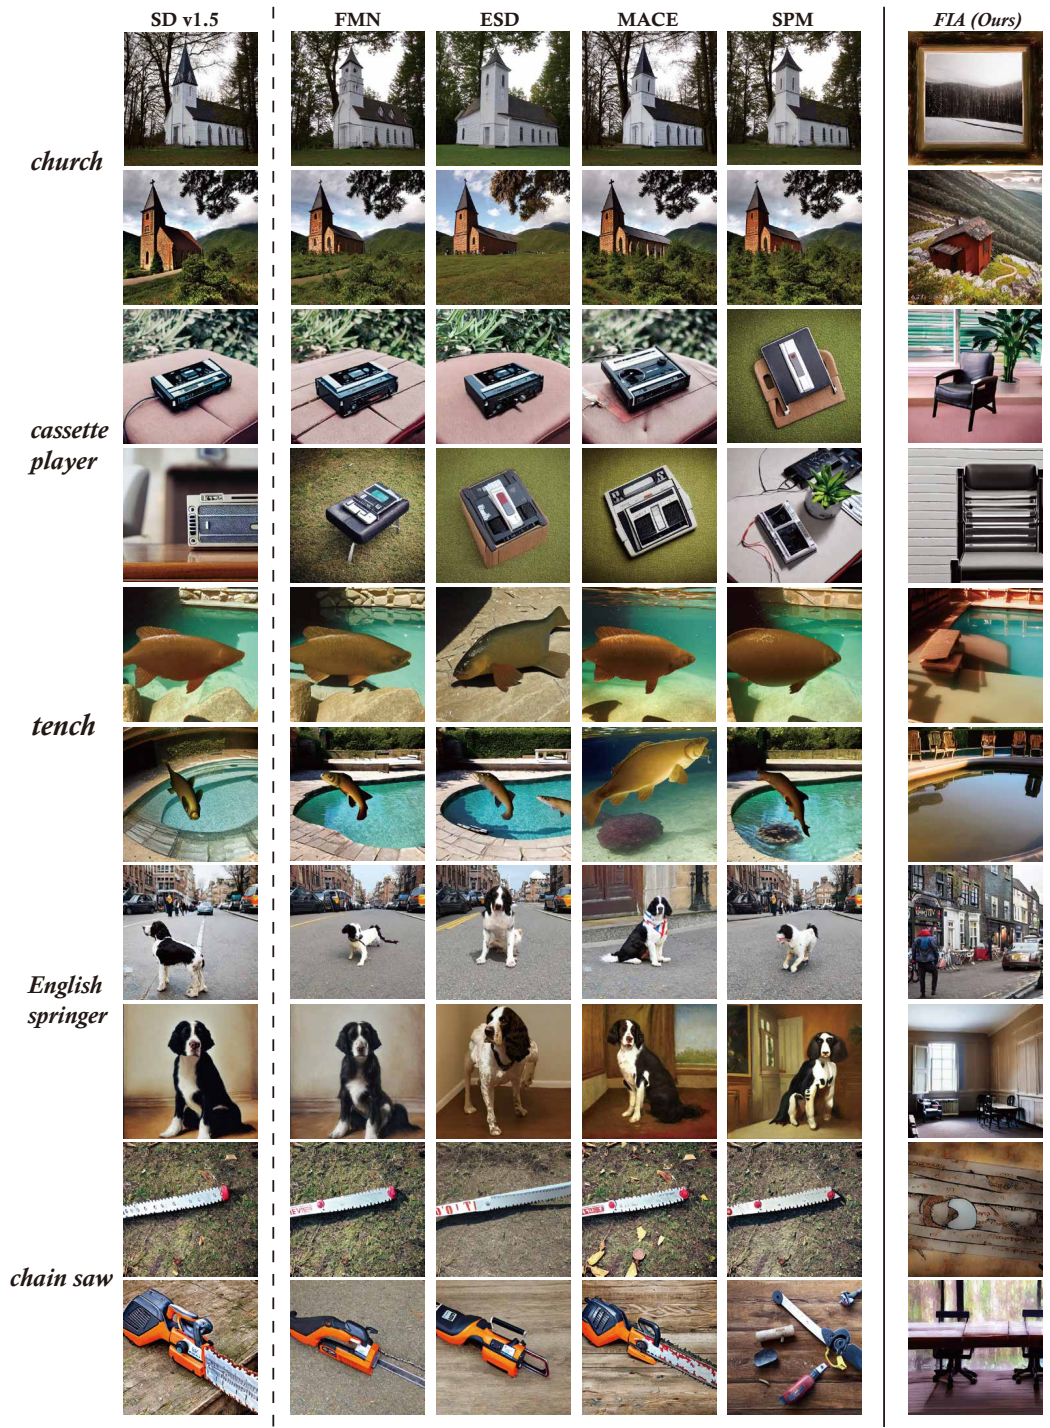 SD v1.5 FMN ESD MACE SPM FIA (Ours)
church
cassette
player
tench
English
springer
chain saw